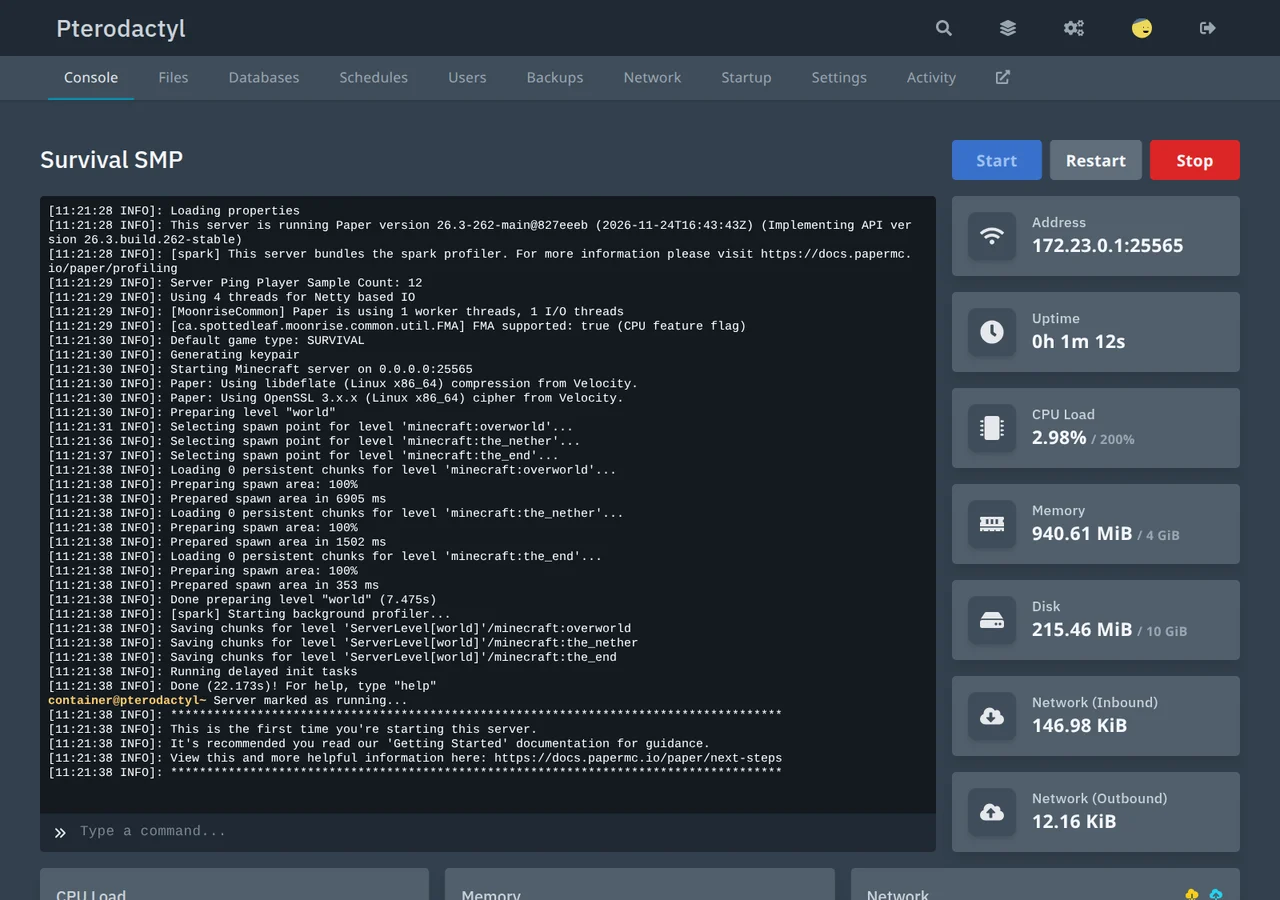 Pterodactyl
Console Files Databases Schedules Users Backups Network Startup Settings Activity
Survival SMP
Start Restart Stop
[11:21:28 INFO]: Loading properties
[11:21:28 INFO]: This server is running Paper version 26.3-262-main@827eeeb (2026-11-24T16:43:43Z) (Implementing API ver
sion 26.3.build.262-stable)
[11:21:28 INFO]: [spark] This server bundles the spark profiler. For more information please visit https://docs.papermc.
io/paper/profiling
[11:21:29 INFO]: Server Ping Player Sample Count: 12
[11:21:29 INFO]: Using 4 threads for Netty based IO
[11:21:29 INFO]: [MoonriseCommon] Paper is using 1 worker threads, 1 I/O threads
[11:21:29 INFO]: [ca.spottedleaf.moonrise.common.util.FMA] FMA supported: true (CPU feature flag)
[11:21:30 INFO]: Default game type: SURVIVAL
[11:21:30 INFO]: Generating keypair
[11:21:30 INFO]: Starting Minecraft server on 0.0.0.0:25565
[11:21:30 INFO]: Paper: Using libdeflate (Linux x86_64) compression from Velocity.
[11:21:30 INFO]: Paper: Using OpenSSL 3.x.x (Linux x86_64) cipher from Velocity.
[11:21:30 INFO]: Preparing level "world"
[11:21:31 INFO]: Selecting spawn point for level 'minecraft:overworld'...
[11:21:36 INFO]: Selecting spawn point for level 'minecraft:the_nether'...
[11:21:37 INFO]: Selecting spawn point for level 'minecraft:the_end'...
[11:21:38 INFO]: Loading 0 persistent chunks for level 'minecraft:overworld'...
[11:21:38 INFO]: Preparing spawn area: 100%
[11:21:38 INFO]: Prepared spawn area in 6905 ms
[11:21:38 INFO]: Loading 0 persistent chunks for level 'minecraft:the_nether'...
[11:21:38 INFO]: Preparing spawn area: 100%
[11:21:38 INFO]: Prepared spawn area in 1502 ms
[11:21:38 INFO]: Loading 0 persistent chunks for level 'minecraft:the_end'...
[11:21:38 INFO]: Preparing spawn area: 100%
[11:21:38 INFO]: Prepared spawn area in 353 ms
[11:21:38 INFO]: Done preparing level "world" (7.475s)
[11:21:38 INFO]: [spark] Starting background profiler...
[11:21:38 INFO]: Saving chunks for level 'ServerLevel[world]'/minecraft:overworld
[11:21:38 INFO]: Saving chunks for level 'ServerLevel[world]'/minecraft:the_nether
[11:21:38 INFO]: Saving chunks for level 'ServerLevel[world]'/minecraft:the_end
[11:21:38 INFO]: Running delayed init tasks
[11:21:38 INFO]: Done (22.173s)! For help, type "help"
container@pterodactyl~ Server marked as running...
[11:21:38 INFO]: *************************************************************************************
[11:21:38 INFO]: This is the first time you're starting this server.
[11:21:38 INFO]: It's recommended you read our 'Getting Started' documentation for guidance.
[11:21:38 INFO]: View this and more helpful information here: https://docs.papermc.io/paper/next-steps
[11:21:38 INFO]: *************************************************************************************
» Type a command...
Address
172.23.0.1:25565
Uptime
0h 1m 12s
CPU Load
2.98% / 200%
Memory
940.61 MiB / 4 GiB
Disk
215.46 MiB / 10 GiB
Network (Inbound)
146.98 KiB
Network (Outbound)
12.16 KiB
CPU Load
Memory
Network